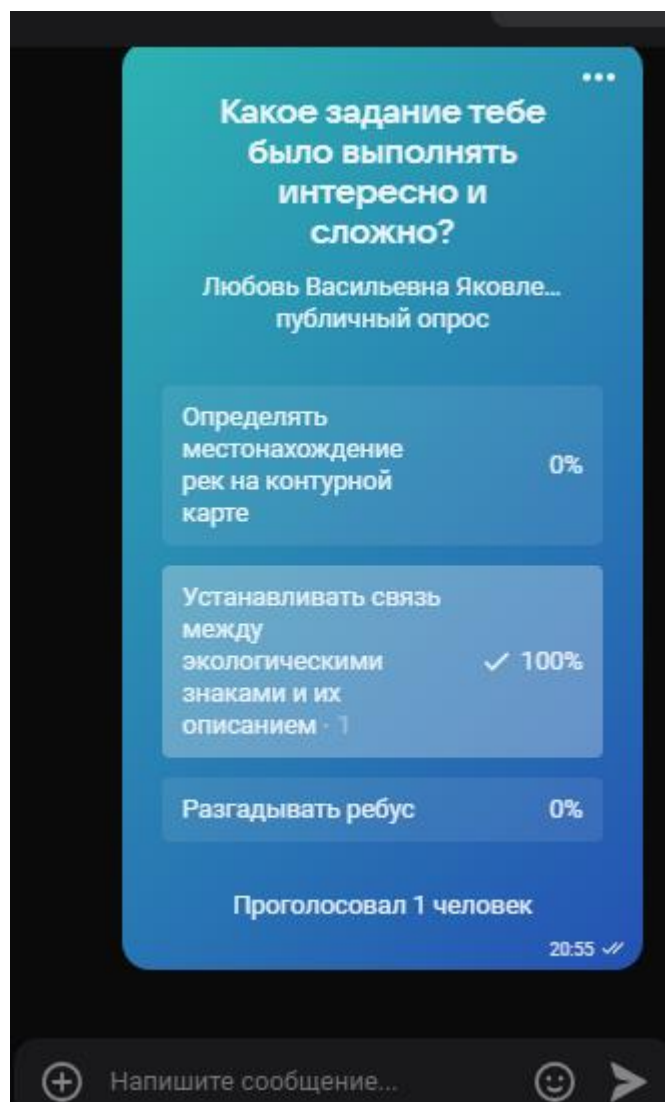 Какое задание тебе
было выполнять
интересно и
сложно?
Любовь Васильевна Яковле...
публичный опрос
Определять
местонахождение
рек на контурной
карте
0%
Устанавливать связь
между
экологическими
знаками и их
описанием · 1
100%
Разгадывать ребус
0%
Проголосовал 1 человек
20:55
Напишите сообщение...